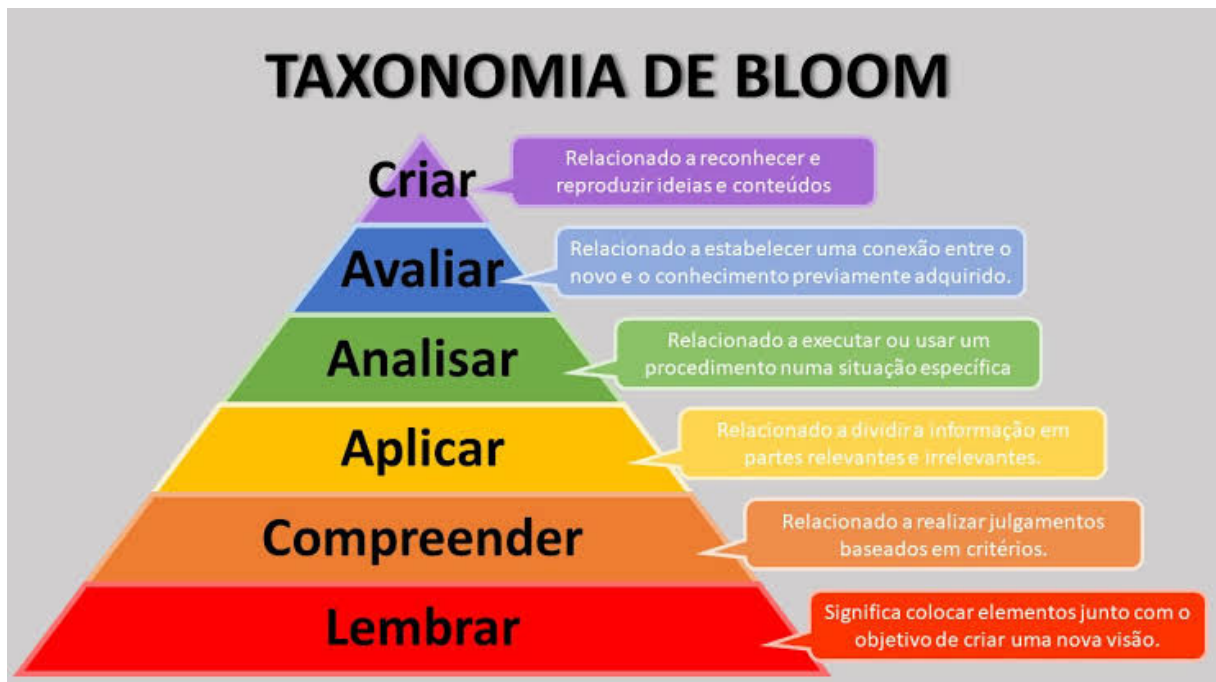 TAXONOMIA DE BLOOM
Criar
Relacionado a reconhecer e
reproduzir ideias e conteúdos
Avaliar
Relacionado a estabelecer uma conexão entre o
novo e o conhecimento previamente adquirido.
Analisar
Relacionado a executar ou usar um
procedimento numa situação específica
Aplicar
Relacionado a dividir a informação em
partes relevantes e irrelevantes.
Compreender
Relacionado a realizar julgamentos
baseados em critérios.
Lembrar
Significa colocar elementos junto com o
objetivo de criar uma nova visão.